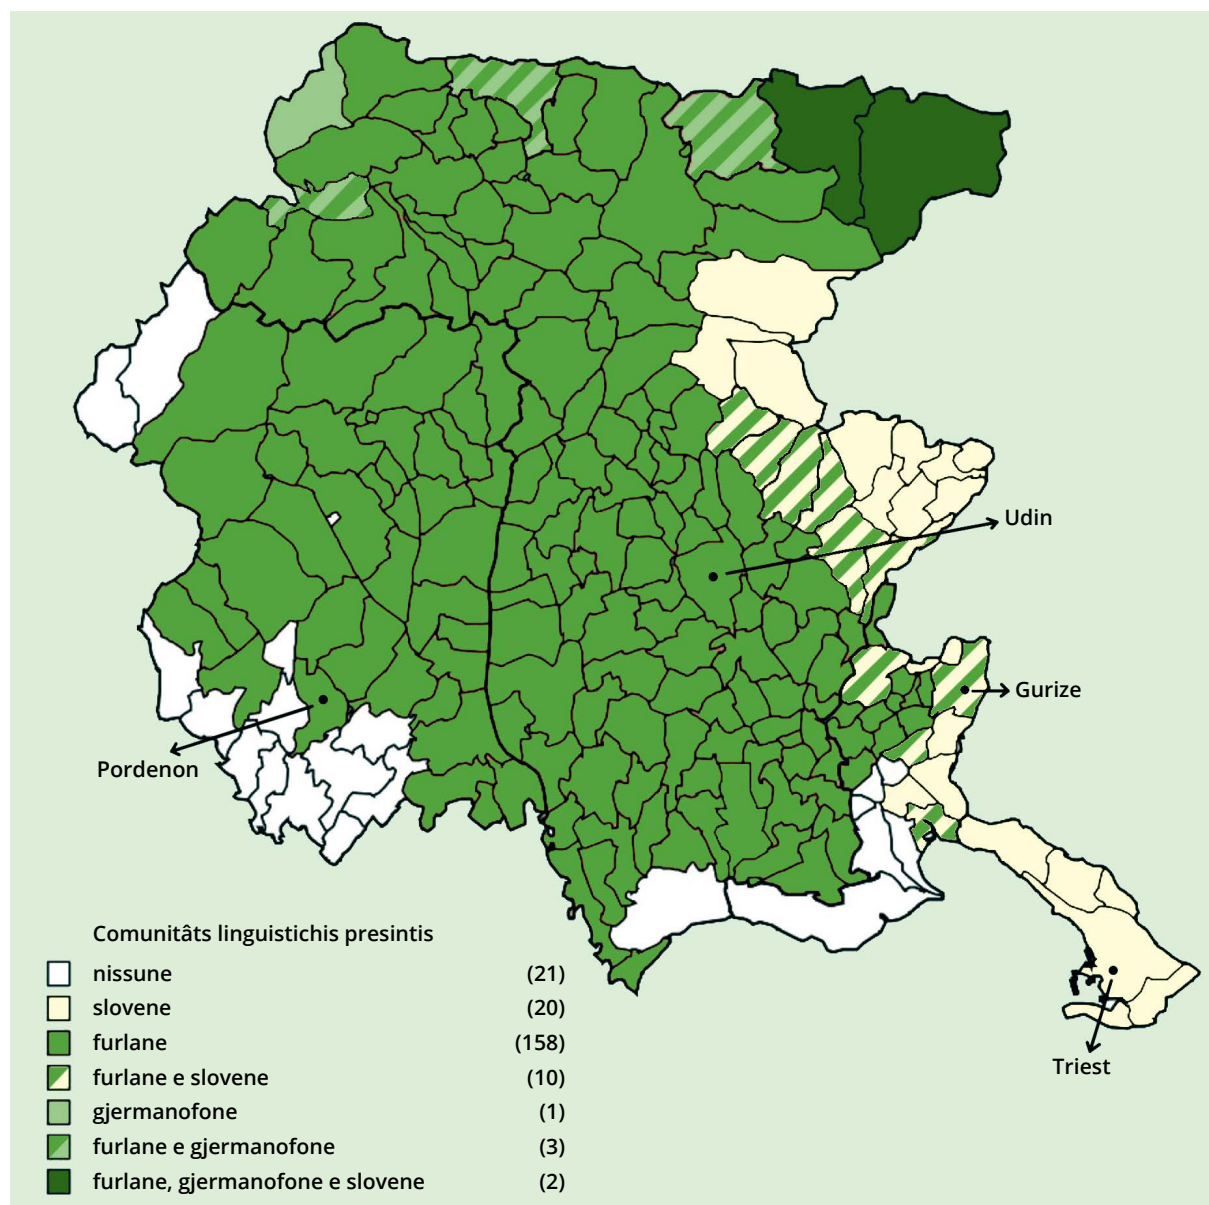 Udin
Gurize
Pordenon
Triest
Comunitâts linguistichis presintis
nissune (21)
slovene (20)
furlane (158)
furlane e slovene (10)
gjermanofone (1)
furlane e gjermanofone (3)
furlane, gjermanofone e slovene (2)